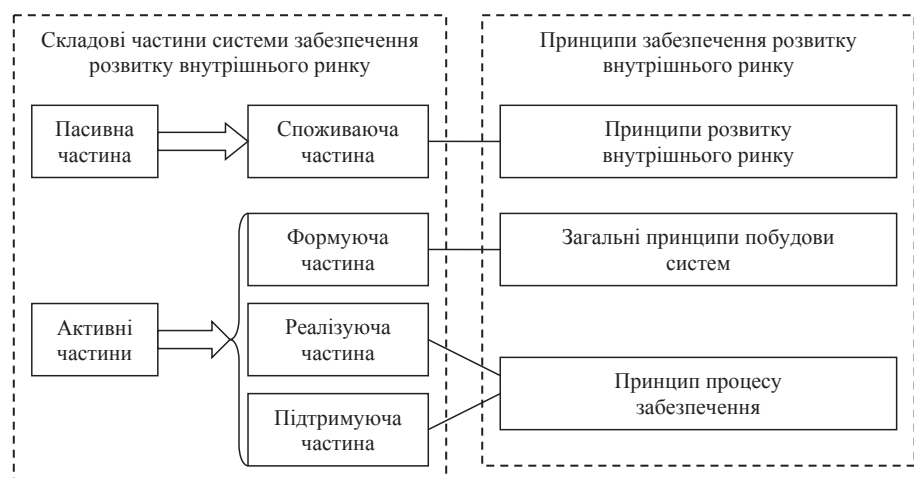 Складові частини системи забезпечення
розвитку внутрішнього ринку
Принципи забезпечення розвитку
внутрішнього ринку
Пасивна
частина
Споживаюча
частина
Принципи розвитку
внутрішнього ринку
Формуюча
частина
Загальні принципи побудови
систем
Активні
частини
Реалізуюча
частина
Підтримуюча
частина
Принцип процесу
забезпечення